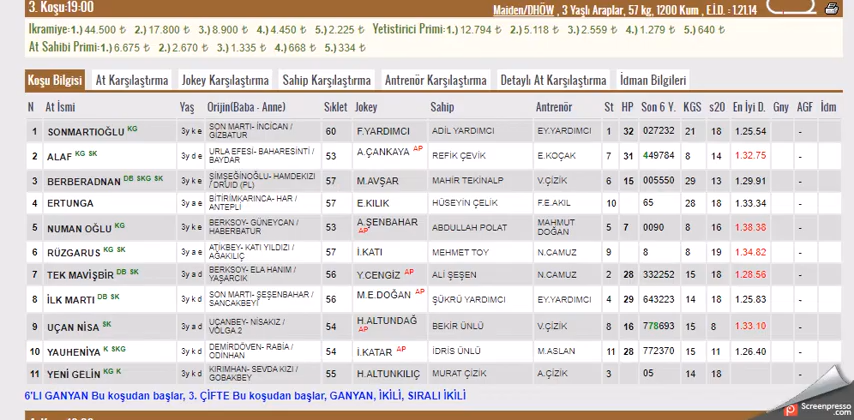 3. Koşu:19:00 Maiden/DHÖW , 3 Yaşlı Araplar, 57 kg, 1200 Kum , E.İ.D. : 1.21.14
İkramiye:1.) 44.500 ₺ 2.) 17.800 ₺ 3.) 8.900 ₺ 4.) 4.450 ₺ 5.) 2.225 ₺ Yetistirici Primi:1.) 12.794 ₺ 2.) 5.118 ₺ 3.) 2.559 ₺ 4.) 1.279 ₺ 5.) 640 ₺
At Sahibi Primi:1.) 6.675 ₺ 2.) 2.670 ₺ 3.) 1.335 ₺ 4.) 668 ₺ 5.) 334 ₺
Koşu Bilgisi At Karşılaştırma Jokey Karşılaştırma Sahip Karşılaştırma Antrenör Karşılaştırma Detaylı At Karşılaştırma İdman Bilgileri
N At İsmi Yaş Orijin(Baba - Anne) Sıklet Jokey Sahip Antrenör St HP Son 6 Y. KGS s20 En İyi D. Gny AGF İdm
1 SONMARTIOĞLU KG 3y k e SON MARTI- İNCİCAN / GIZBATUR 60 F.YARDIMCI ADİL YARDIMCI EY.YARDIMCI 1 32 027232 21 18 1.25.54 -
2 ALAF KG SK 3y d e URLA EFESI- BAHARESİNTİ / BAYDAR 53 A.ÇANKAYA AP REFİK ÇEVİK E.KOÇAK 7 31 449784 8 14 1.32.75 -
3 BERBERADNAN DB SKG SK 3y k e ŞİMŞEĞİNOĞLU- HAMDEKIZI / DRUID (PL) 57 M.AVŞAR MAHİR TEKİNALP V.ÇİZİK 6 15 005550 29 13 1.29.91 -
4 ERTUNGA 3y a e BİTİRİMKARINCA- HAR / ANTEPLİ 57 E.KILIK HÜSEYİN ÇELİK F.E.AKIL 10 65 28 18 1.33.34 -
5 NUMAN OĞLU KG 3y k e BERKSOY- GÜNEYCAN / HABERBATUR 53 A.ŞENBAHAR AP ABDULLAH POLAT MAHMUT DOĞAN 5 7 0090 8 16 1.38.38 -
6 RÜZGARUS KG 3y a e ATİKBEY- KATI YILDIZI / AĞAKILIÇ 57 İ.KATI MEHMET TOY N.CAMUZ 9 8 8 19 1.34.82 -
7 TEK MAVİŞBİR DB SK 3y a d BERKSOY- ELA HANIM / YAŞARCIK 56 Y.CENGİZ AP ALİ ŞEŞEN N.CAMUZ 2 28 332252 15 18 1.28.56 -
8 İLK MARTI DB SK 3y k d SON MARTI- ŞEŞENBAHAR / SANCAKBEYİ 56 M.E.DOĞAN AP ŞÜKRÜ YARDIMCI EY.YARDIMCI 4 29 643223 14 18 1.25.83 -
9 UÇAN NİSA SK 3y a d UÇANBEY- NİSAKIZ / VOLGA.2 54 H.ALTUNDAĞ AP BEKİR ÜNLÜ V.ÇİZİK 8 16 778693 15 8 1.33.10 -
10 YAUHENİYA K SKG 3y k d DEMİRDÖVEN- RABİA / ODINHAN 54 İ.KATAR AP İDRİS ÜNLÜ M.ASLAN 11 28 772370 15 11 1.26.40 -
11 YENİ GELİN KG K 3y k d KIRIMHAN- SEVDA KIZI / GOBAKBEY 55 H.ALTUNKILIÇ MURAT ÇİZİK A.ÇİZİK 3 05 14 18 -
6'LI GANYAN Bu koşudan başlar, 3. ÇİFTE Bu koşudan başlar, GANYAN, İKİLİ, SIRALI İKİLİ
Screenpresso
Screenpresso.com